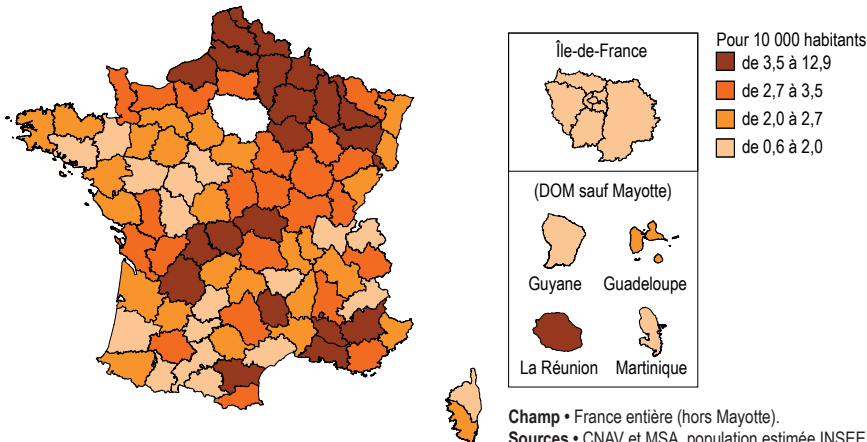 Île-de-France
Pour 10 000 habitants
de 3,5 à 12,9
de 2,7 à 3,5
de 2,0 à 2,7
de 0,6 à 2,0
(DOM sauf Mayotte)
Guyane Guadeloupe
La Réunion Martinique
Champ • France entière (hors Mayotte).
Sources • CNAV et MSA, population estimée INSEE